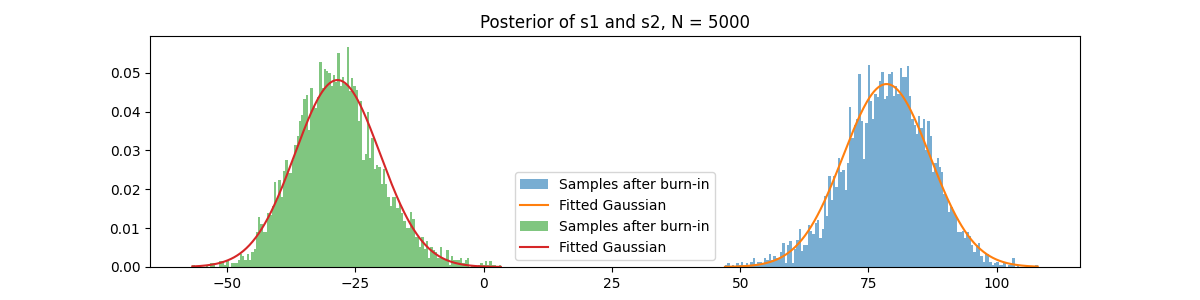 Posterior of s1 and s2, N = 5000
0.05
0.04
0.03
0.02
0.01
0.00
Samples after burn-in
Fitted Gaussian
Samples after burn-in
Fitted Gaussian
−50 −25 0 25 50 75 100